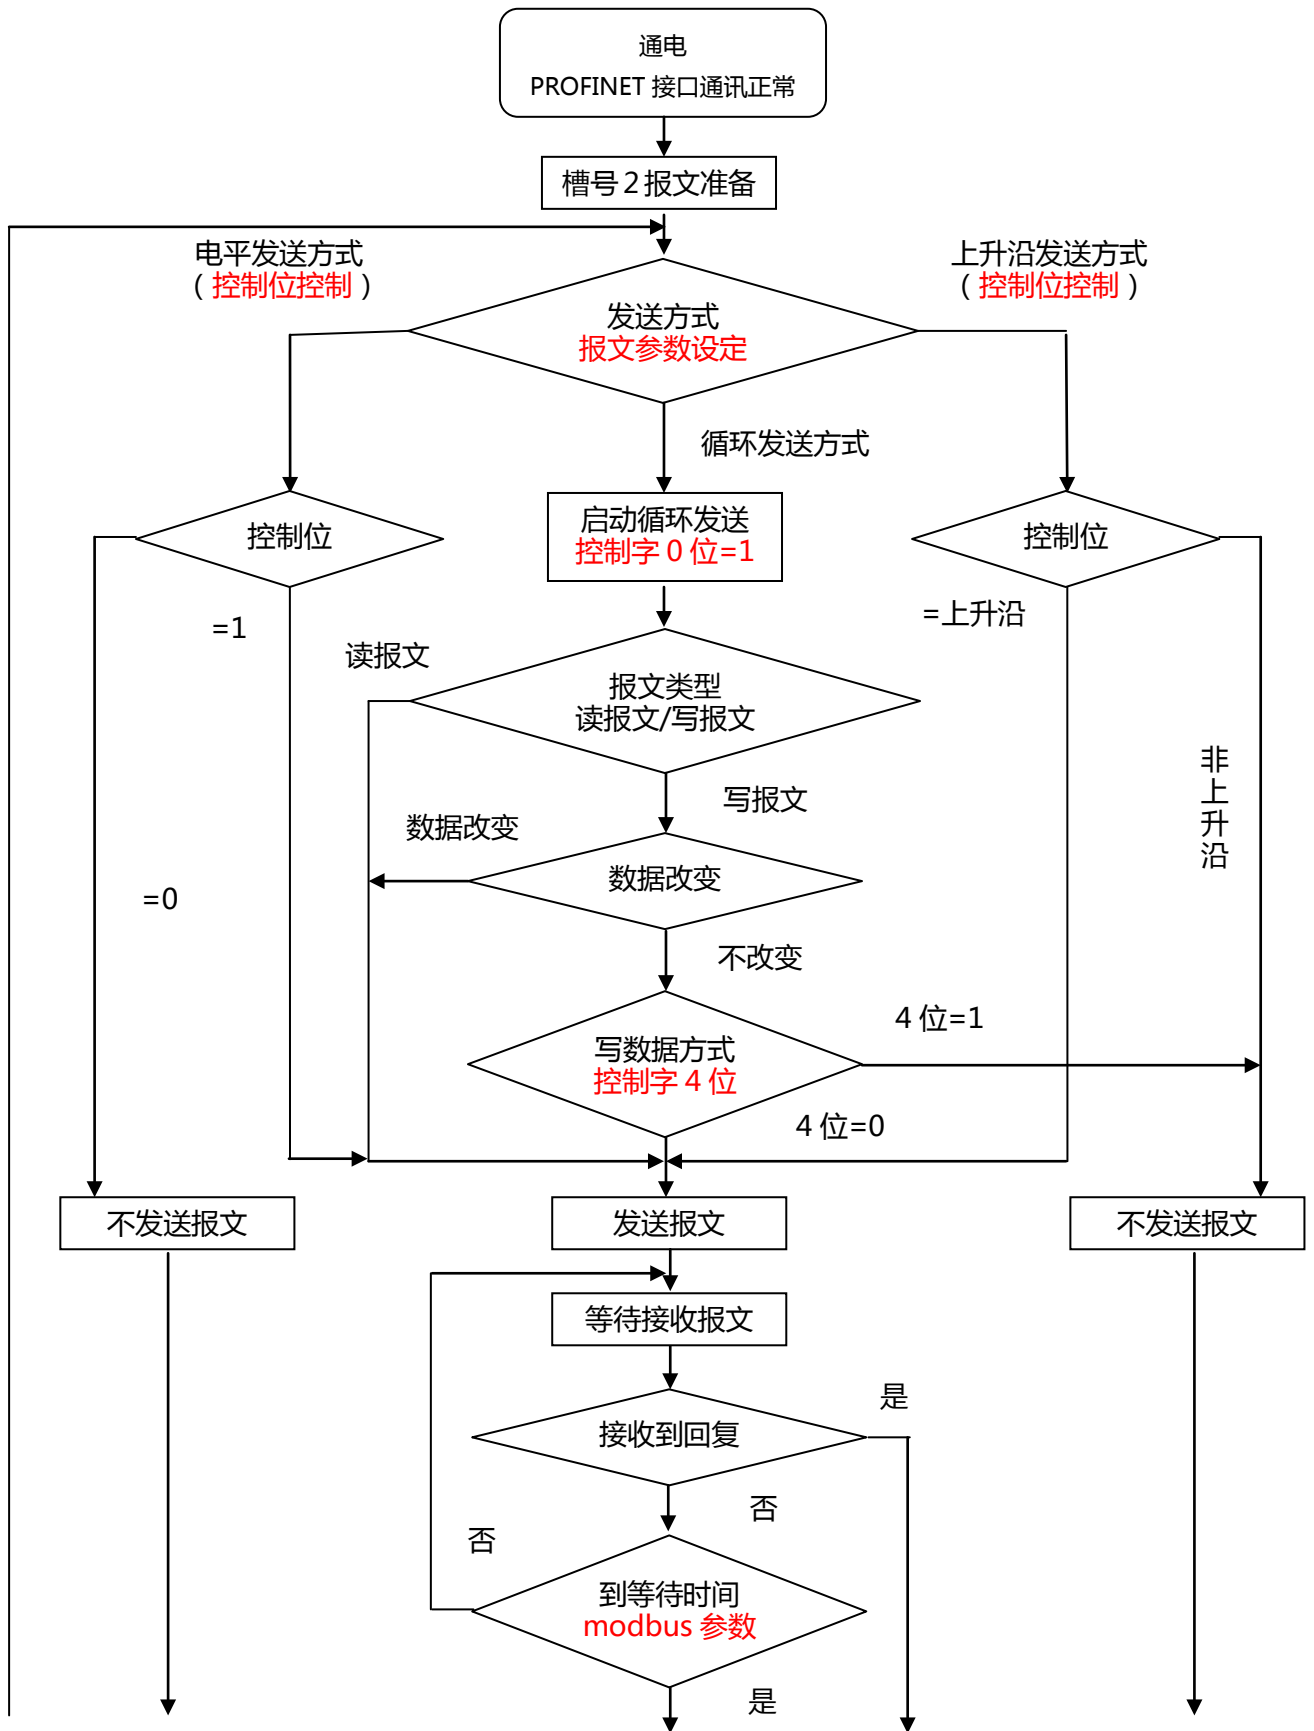 通电
PROFINET 接口通讯正常
槽号 2 报文准备
电平发送方式
（控制位控制）
上升沿发送方式
（控制位控制）
发送方式
报文参数设定
循环发送方式
控制位
启动循环发送
控制字 0 位=1
控制位
=1
=上升沿
读报文
报文类型
读报文/写报文
非
上
升
沿
写报文
数据改变
数据改变
=0
不改变
4 位=1
写数据方式
控制字 4 位
4 位=0
不发送报文
发送报文
不发送报文
等待接收报文
是
接收到回复
否
否
到等待时间
modbus 参数
是